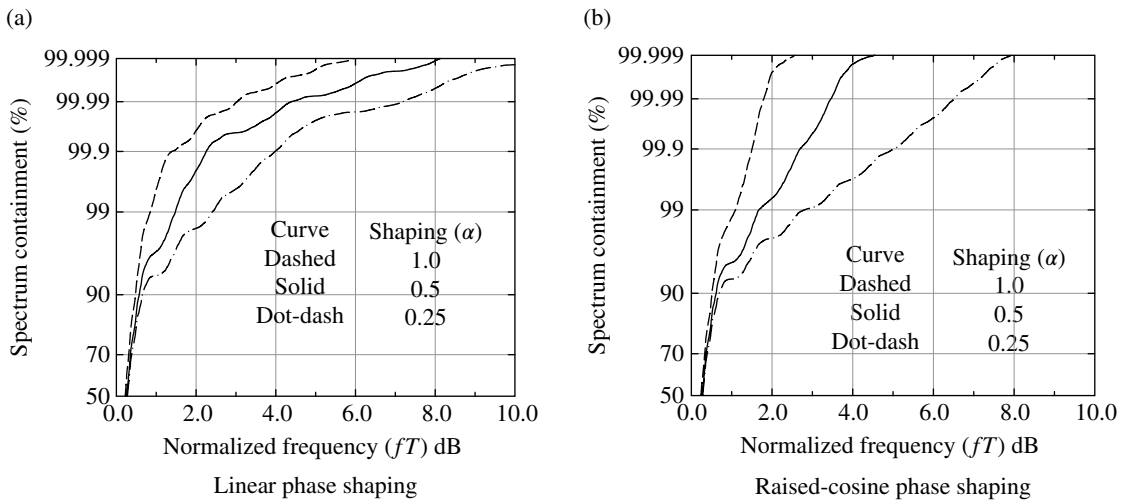 (a)
99.999
99.99
99.9
99
90
70
50
Spectrum containment (%)
Curve Shaping (α)
Dashed 1.0
Solid 0.5
Dot-dash 0.25
0.0 2.0 4.0 6.0 8.0 10.0
Normalized frequency (fT) dB
Linear phase shaping
(b)
99.999
99.99
99.9
99
90
70
50
Spectrum containment (%)
Curve Shaping (α)
Dashed 1.0
Solid 0.5
Dot-dash 0.25
0.0 2.0 4.0 6.0 8.0 10.0
Normalized frequency (fT) dB
Raised-cosine phase shaping